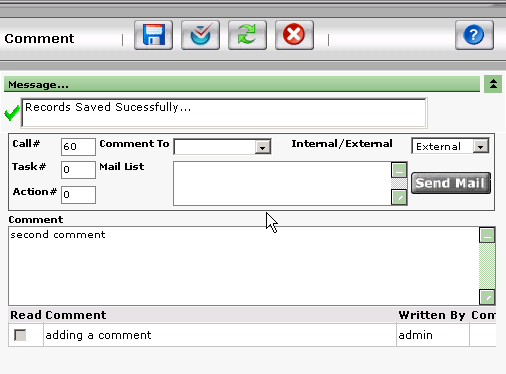 Comment
?
Message...
Records Saved Sucessfully...
Call# 60 Comment To Internal/External External
Task# 0 Mail List
Action# 0 Send Mail
Comment
second comment
Read Comment Written By Com
adding a comment admin